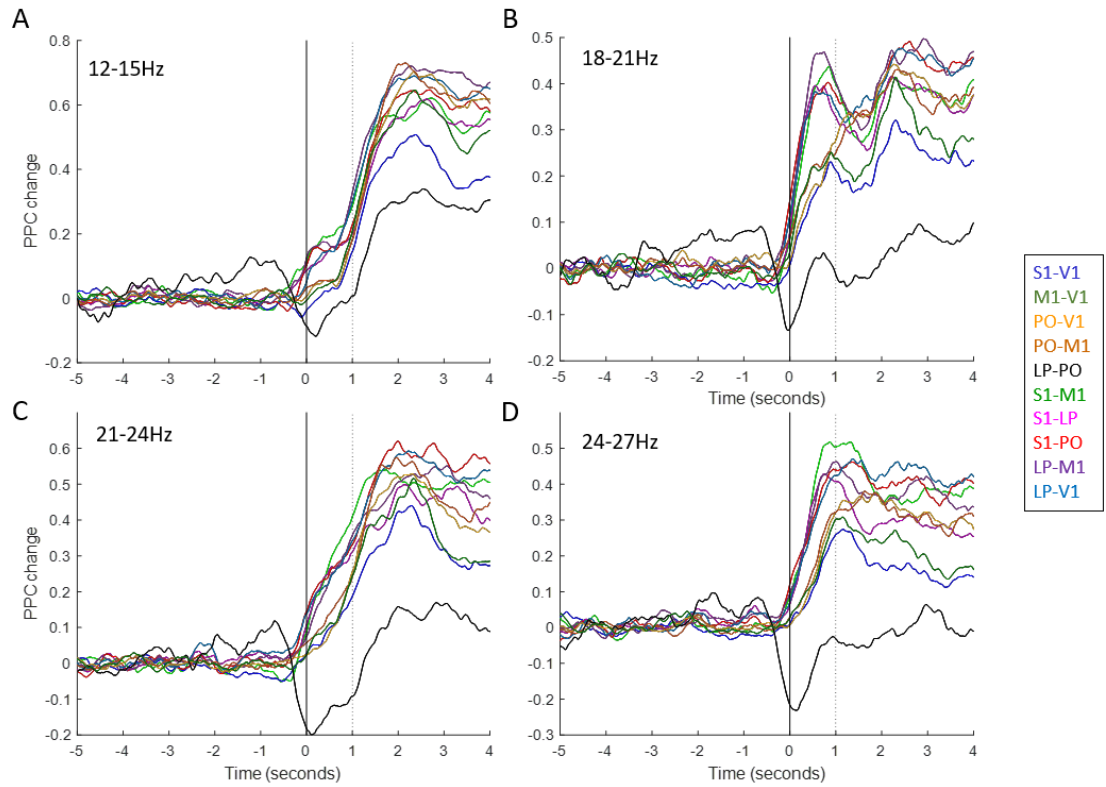 A
12-15Hz
PPC change
0.8
0.6
0.4
0.2
0
-0.2
-5 -4 -3 -2 -1 0 1 2 3 4
B
18-21Hz
0.5
0.4
0.3
0.2
0.1
0
-0.1
-0.2
-5 -4 -3 -2 -1 0 1 2 3 4
Time (seconds)
C
21-24Hz
PPC change
0.6
0.5
0.4
0.3
0.2
0.1
0
-0.1
-0.2
-5 -4 -3 -2 -1 0 1 2 3 4
Time (seconds)
D
24-27Hz
0.5
0.4
0.3
0.2
0.1
0
-0.1
-0.2
-0.3
-5 -4 -3 -2 -1 0 1 2 3 4
Time (seconds)
S1-V1
M1-V1
PO-V1
PO-M1
LP-PO
S1-M1
S1-LP
S1-PO
LP-M1
LP-V1